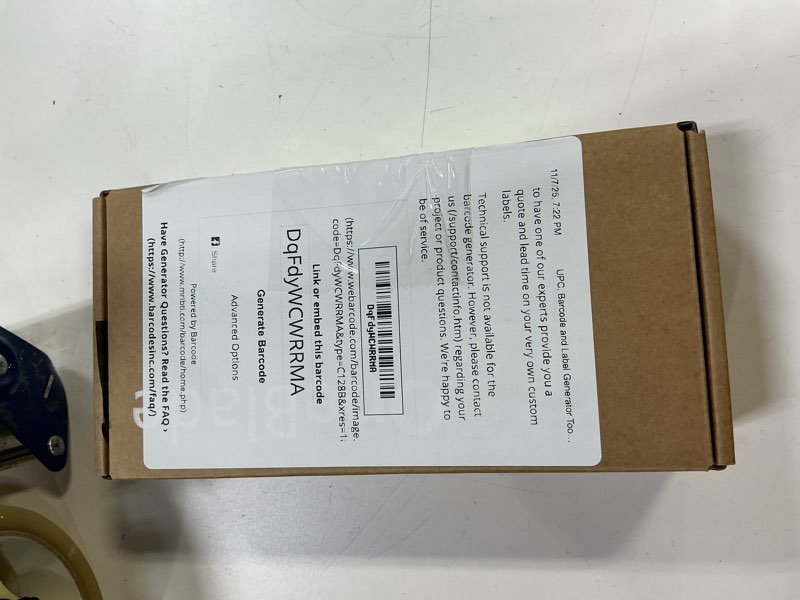 11/7/25, 7:22 PM UPC, Barcode and Label Generator Too...
to have one of our experts provide you a
quote and lead time on your very own custom
labels.
Technical support is not available for the
barcode generator. However, please contact
us (/support/contactinfo.htm) regarding your
project or product questions. We're happy to
be of service.
DqFdyWCWRRMA
(https://www.webarcode.com/barcode/image.
code=DqFdyWCWRRMA&type=C128B&xres=1&
Link or embed this barcode
DqFdyWCWRRMA
Generate Barcode
Advanced Options
Share
Powered by Barcode
(http://www.mribti.com/barcode/home.php)
Have Generator Questions? Read the FAQ ›
(https://www.barcodesinc.com/faq/)